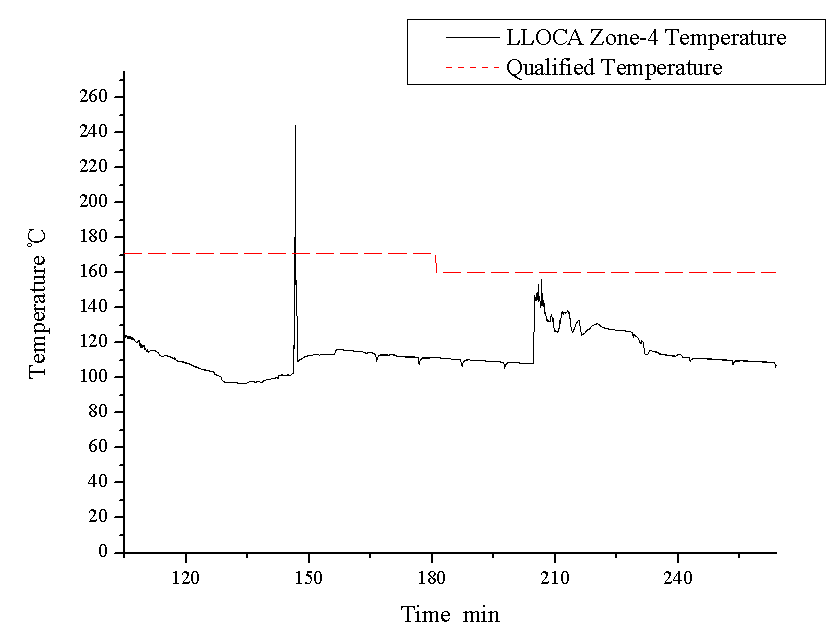 LLOCA Zone-4 Temperature
Qualified Temperature
260
240
220
200
180
160
140
120
100
80
60
40
20
0
Temperature ℃
120 150 180 210 240
Time min